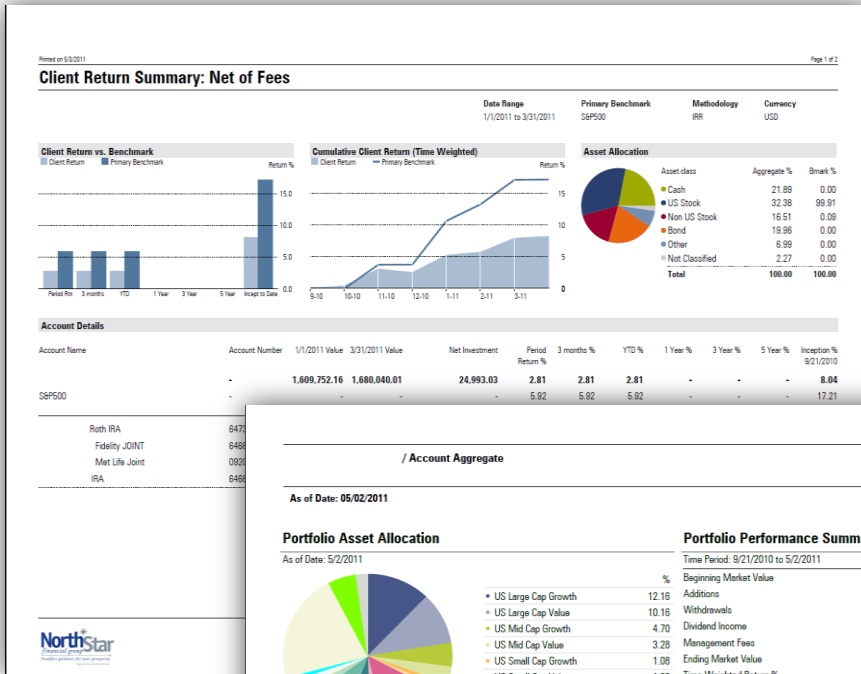 Printed on 5/3/2011 Page 1 of 2
Client Return Summary: Net of Fees
Date Range Primary Benchmark Methodology Currency
1/1/2011 to 3/31/2011 S&P500 IRR USD
Client Return vs. Benchmark
Client Return Primary Benchmark
Return %
15.0
10.0
5.0
0.0
Period Rtn 3 months YTD 1 Year 3 Year 5 Year Incept to Date
Cumulative Client Return (Time Weighted)
Client Return Primary Benchmark
Return %
15
10
5
0
9-10 10-10 11-10 12-10 1-11 2-11 3-11
Asset Allocation
Asset class Aggregate % Bmark %
Cash 21.89 0.00
US Stock 32.38 99.91
Non US Stock 16.51 0.09
Bond 19.96 0.00
Other 6.99 0.00
Not Classified 2.27 0.00
Total 100.00 100.00
Account Details
Account Name Account Number 1/1/2011 Value 3/31/2011 Value Net Investment Period Return % 3 months % YTD % 1 Year % 3 Year % 5 Year % Inception % 9/21/2010
- 1,609,752.16 1,680,040.01 24,993.03 2.81 2.81 2.81 - - - 8.04
S&P500 - - - - 5.92 5.92 5.92 - - - 17.21
Roth IRA 6473
Fidelity JOINT 6466
Met Life Joint 0920
IRA 6466
NorthStar
financial group
/ Account Aggregate
As of Date: 05/02/2011
Portfolio Asset Allocation
As of Date: 5/2/2011
%
US Large Cap Growth 12.16
US Large Cap Value 10.16
US Mid Cap Growth 4.70
US Mid Cap Value 3.28
US Small Cap Growth 1.08
Portfolio Performance Summ
Time Period: 9/21/2010 to 5/2/2011
Beginning Market Value
Additions
Withdrawals
Dividend Income
Management Fees
Ending Market Value